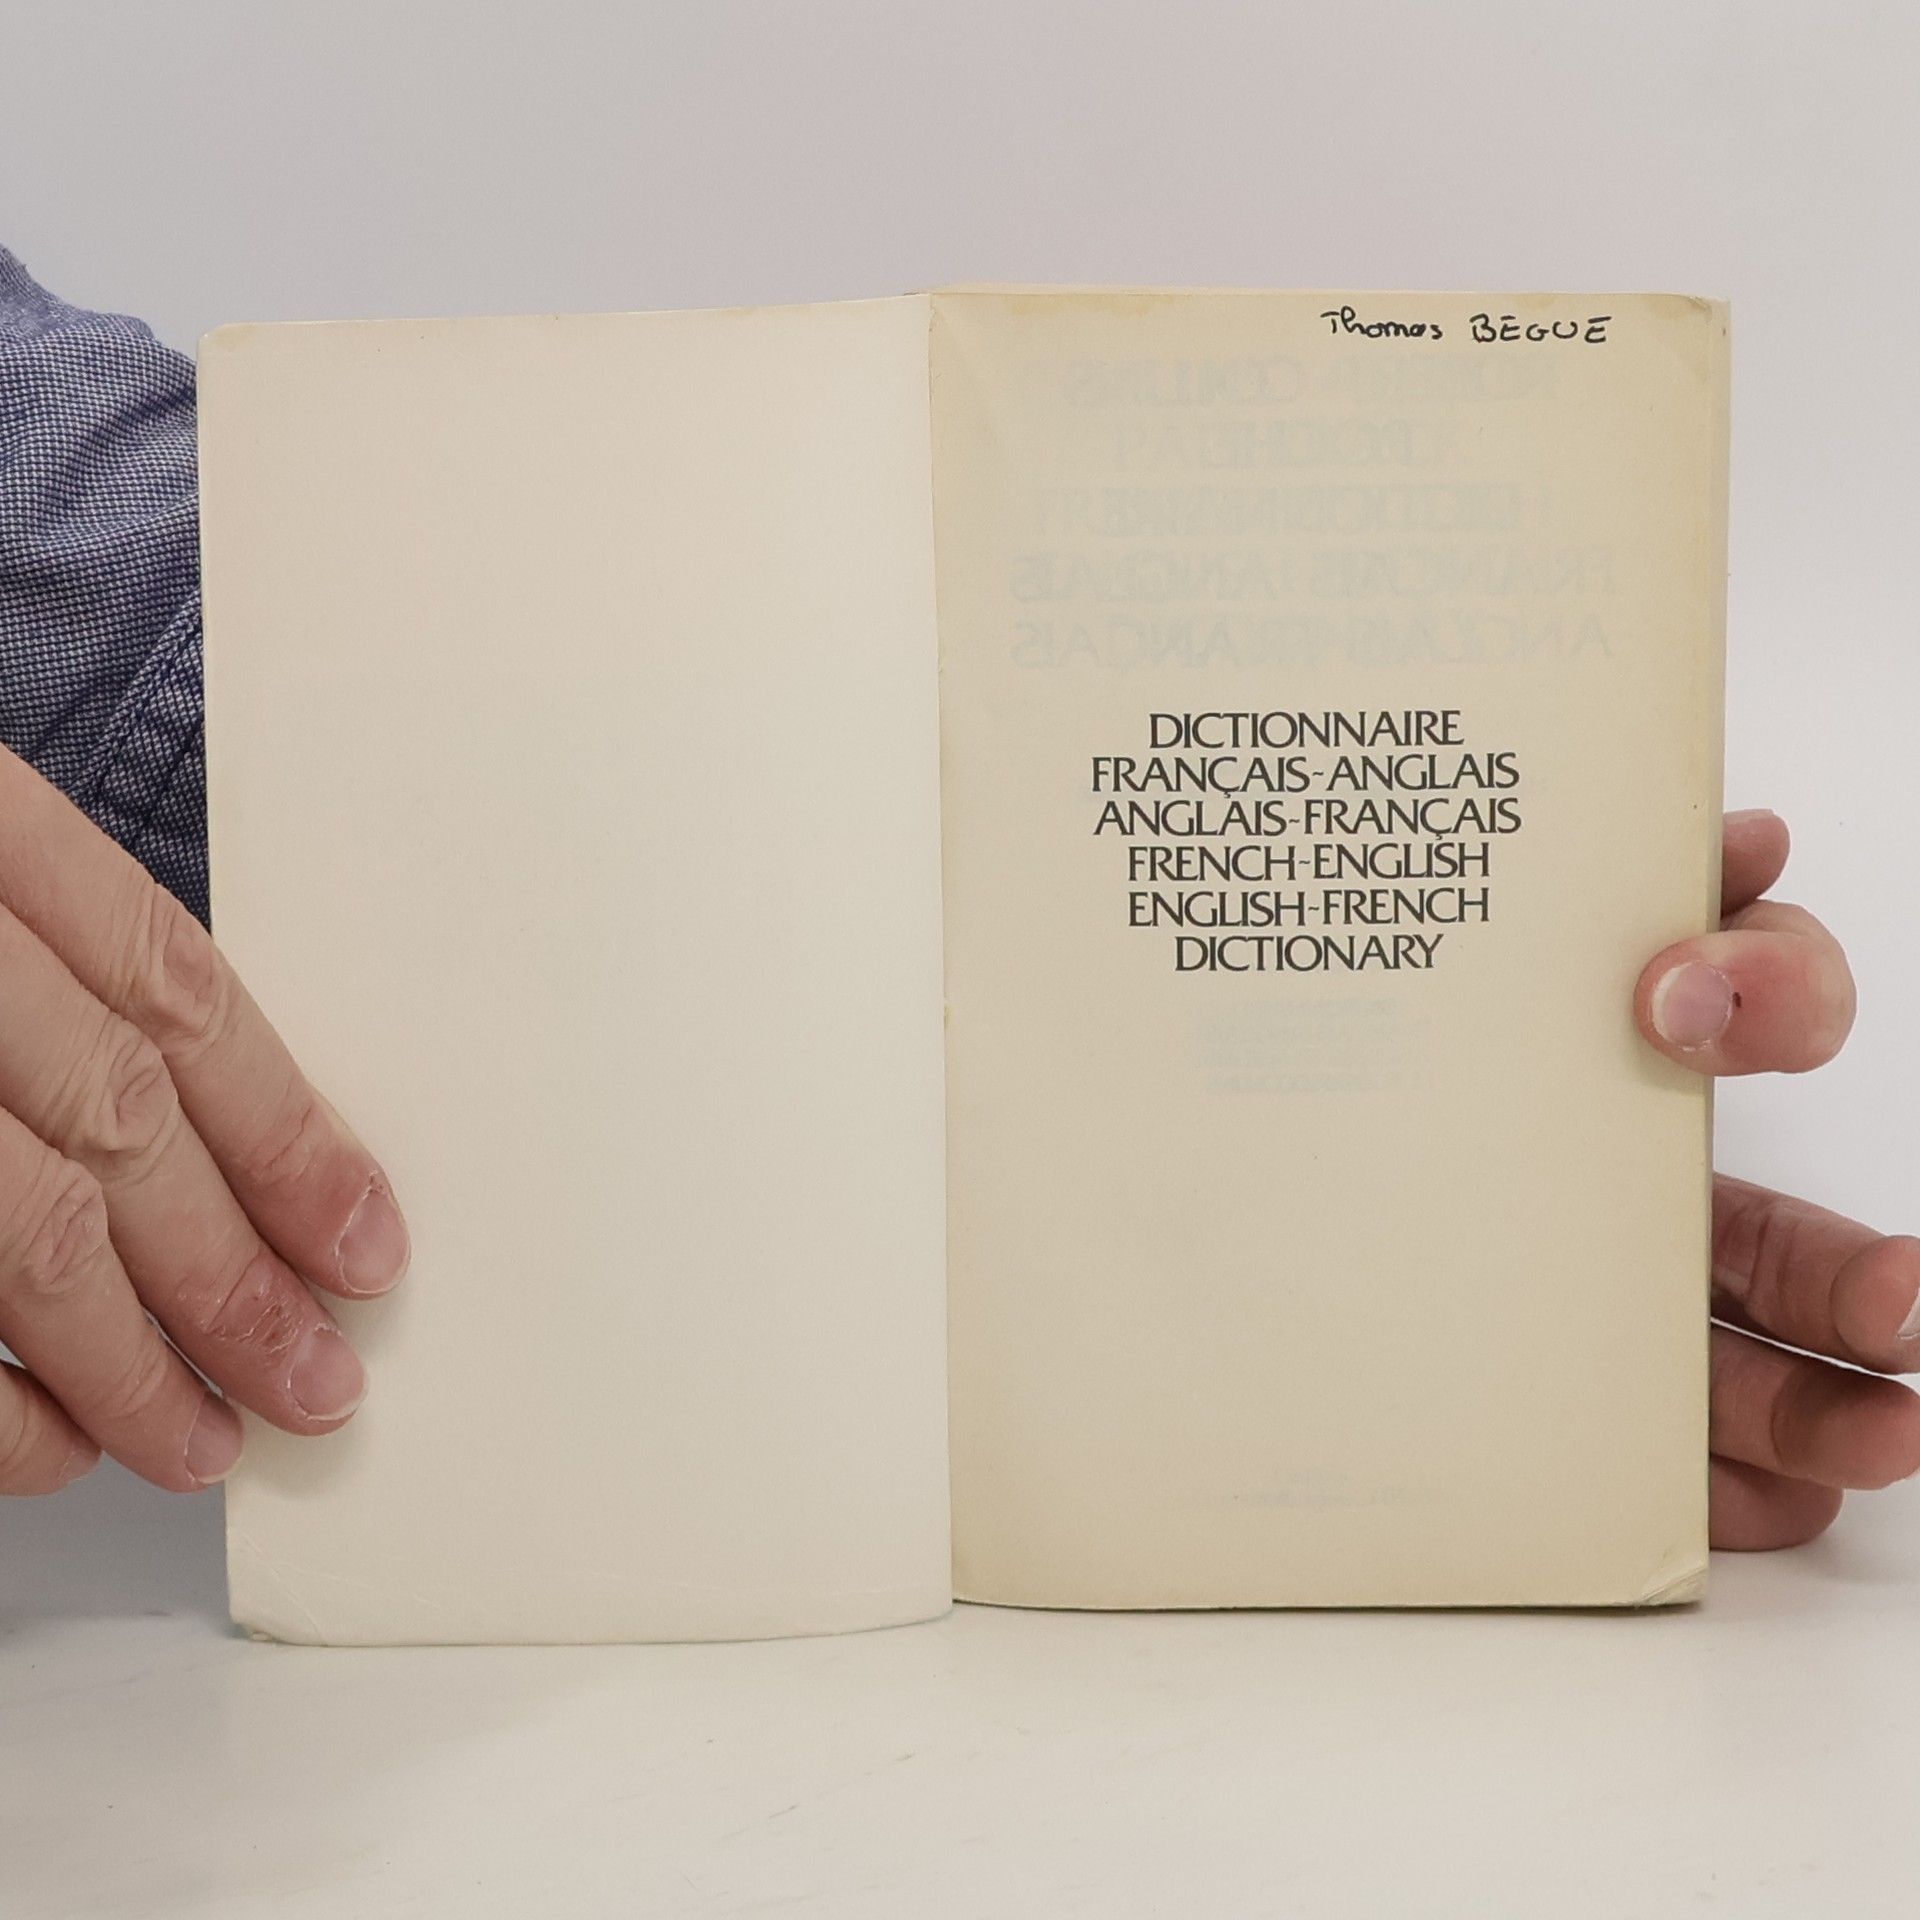 Thomas BEGUE
DICTIONNAIRE
FRANÇAIS~ANGLAIS
ANGLAIS~FRANÇAIS
FRENCH~ENGLISH
ENGLISH~FRENCH
DICTIONARY